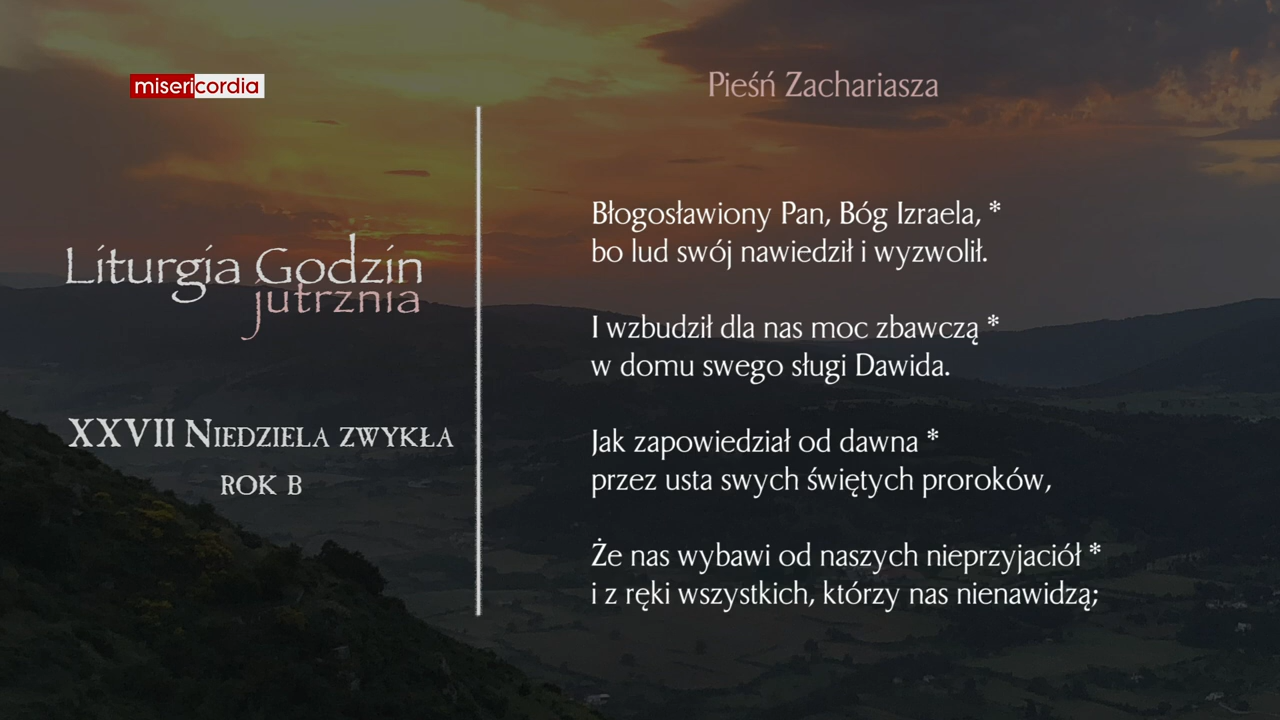 misericordia
Liturgia Godzin
jutrznia
XXVII Niedziela zwykła
rok B
Pieśń Zachariasza
Błogosławiony Pan, Bóg Izraela, *
bo lud swój nawiedził i wyzwolił.
I wzbudził dla nas moc zbawczą *
w domu swego sługi Dawida.
Jak zapowiedział od dawna *
przez usta swych świętych proroków,
Że nas wybawi od naszych nieprzyjaciół *
i z ręki wszystkich, którzy nas nienawidzą;